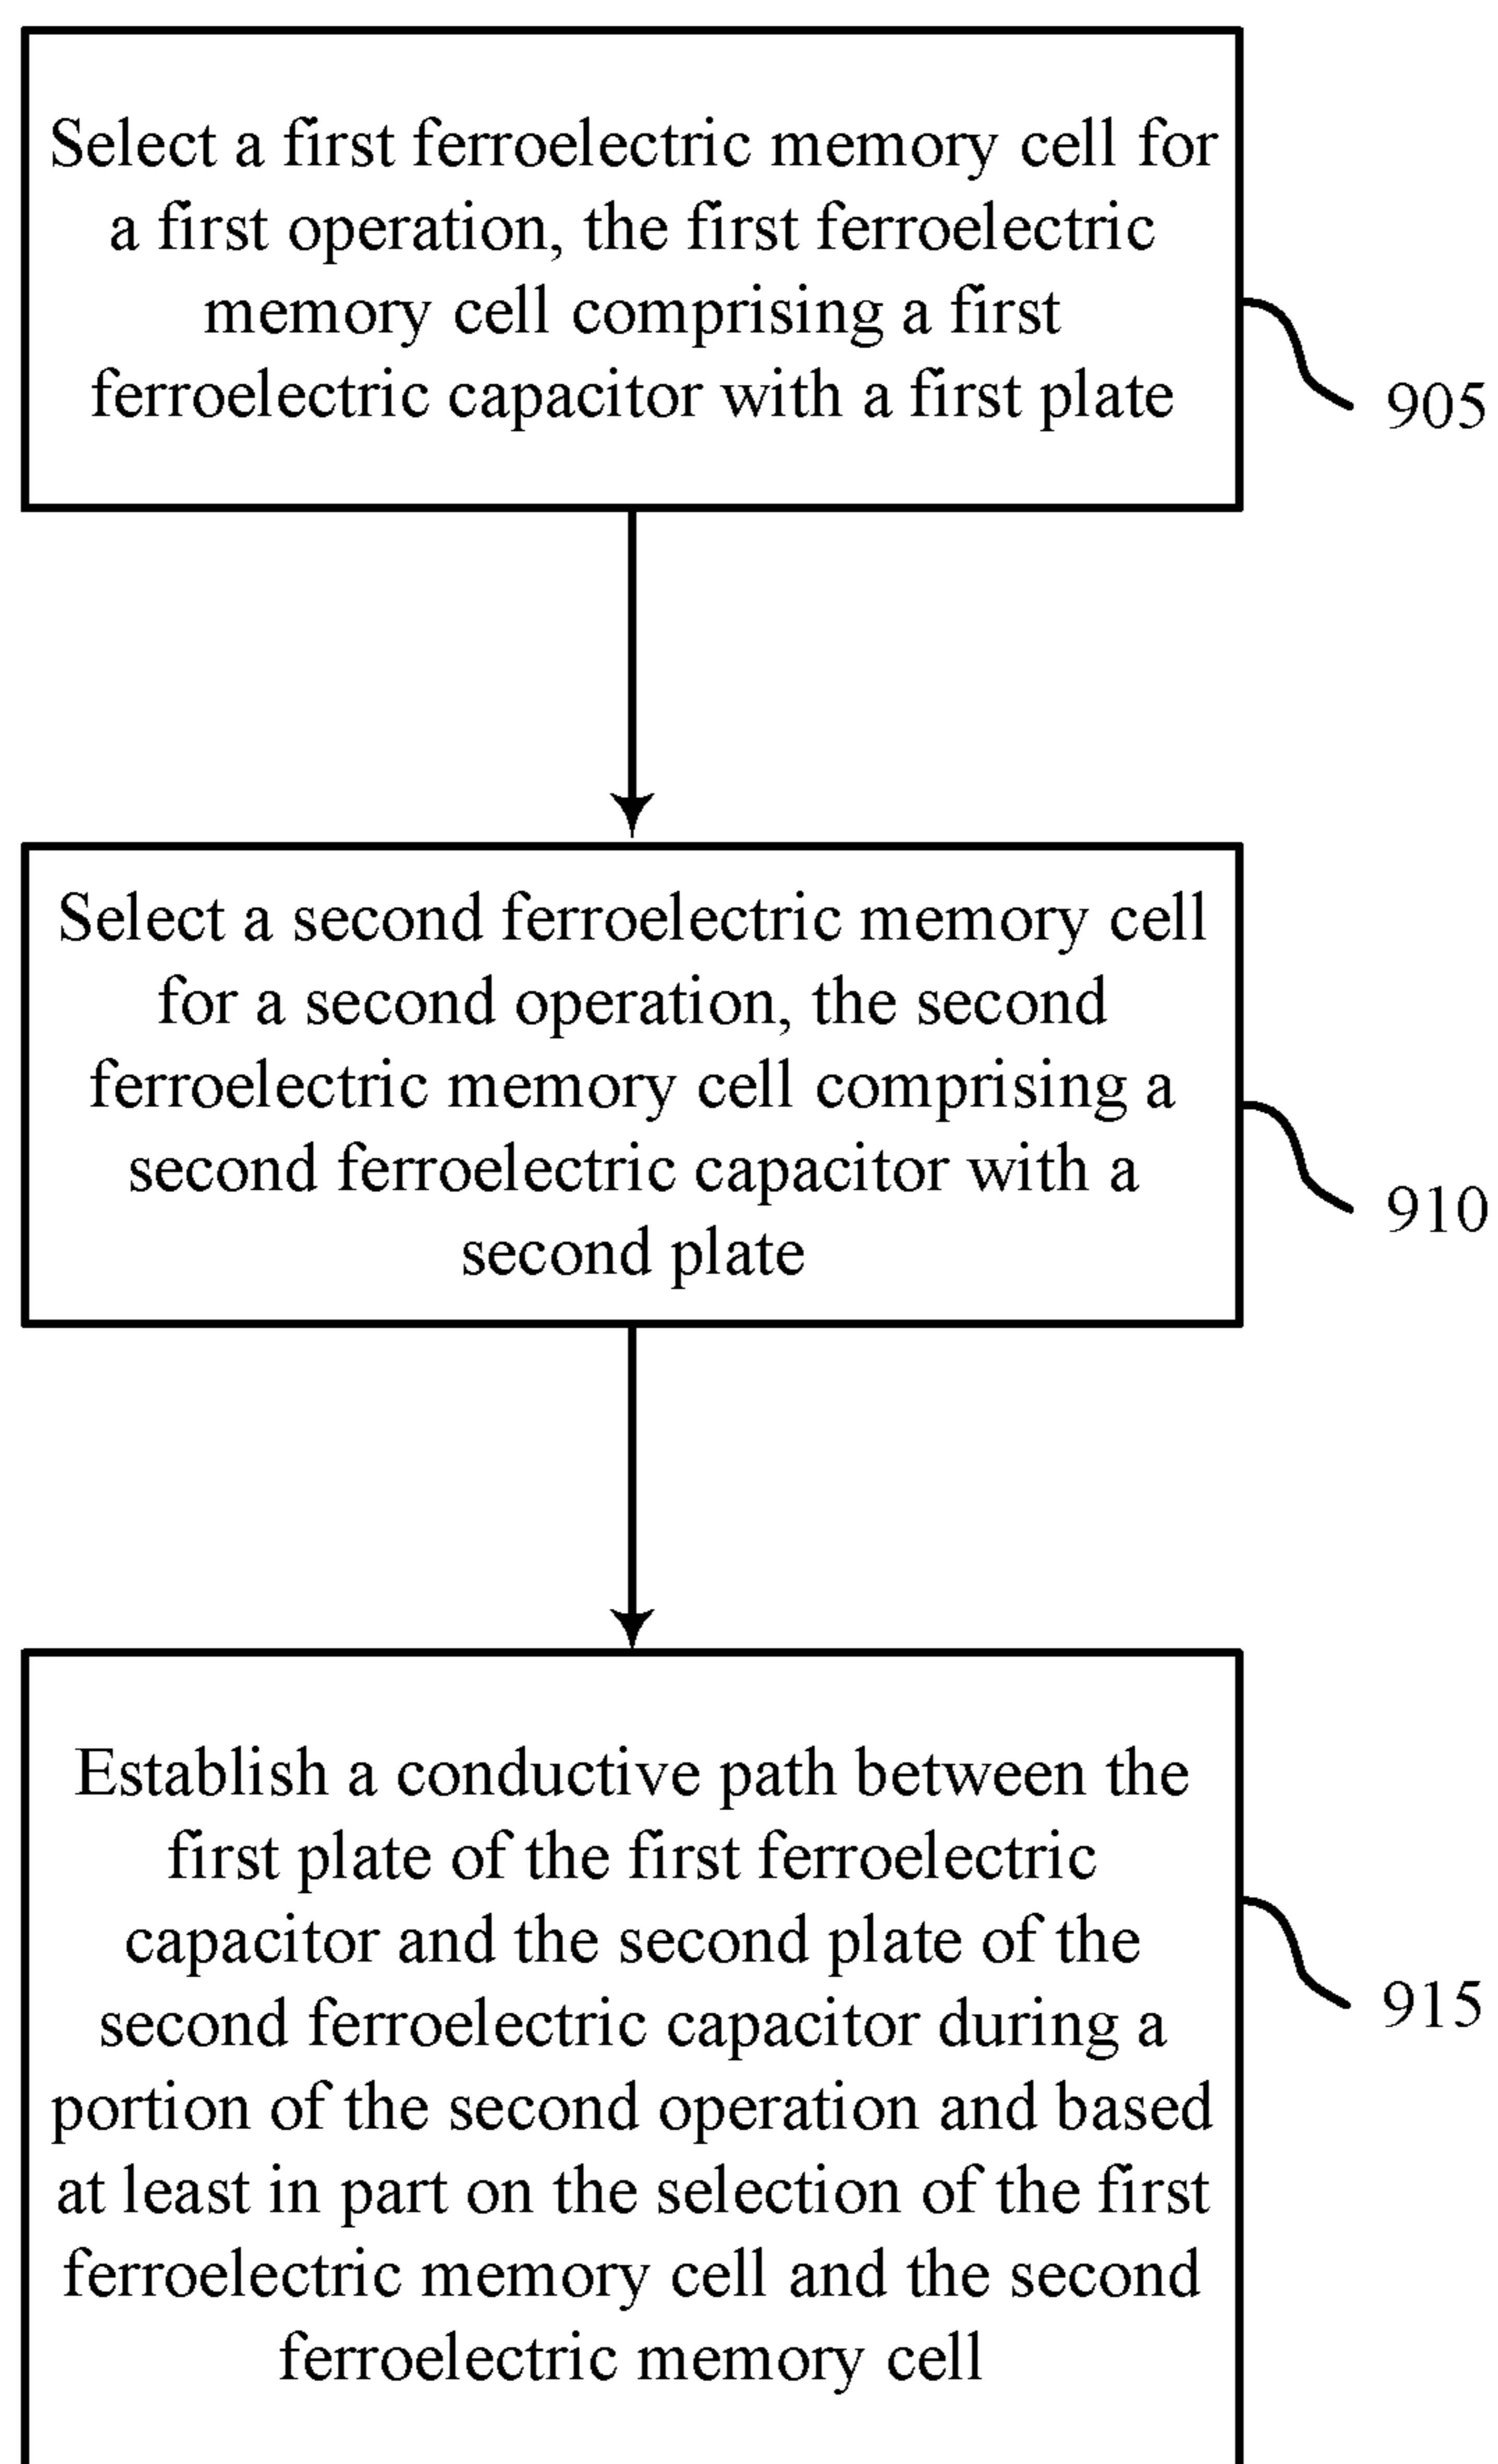 Select a first ferroelectric memory cell for
a first operation, the first ferroelectric
memory cell comprising a first
ferroelectric capacitor with a first plate
905
Select a second ferroelectric memory cell
for a second operation, the second
ferroelectric memory cell comprising a
second ferroelectric capacitor with a
second plate
910
Establish a conductive path between the
first plate of the first ferroelectric
capacitor and the second plate of the
second ferroelectric capacitor during a
portion of the second operation and based
at least in part on the selection of the first
ferroelectric memory cell and the second
ferroelectric memory cell
915